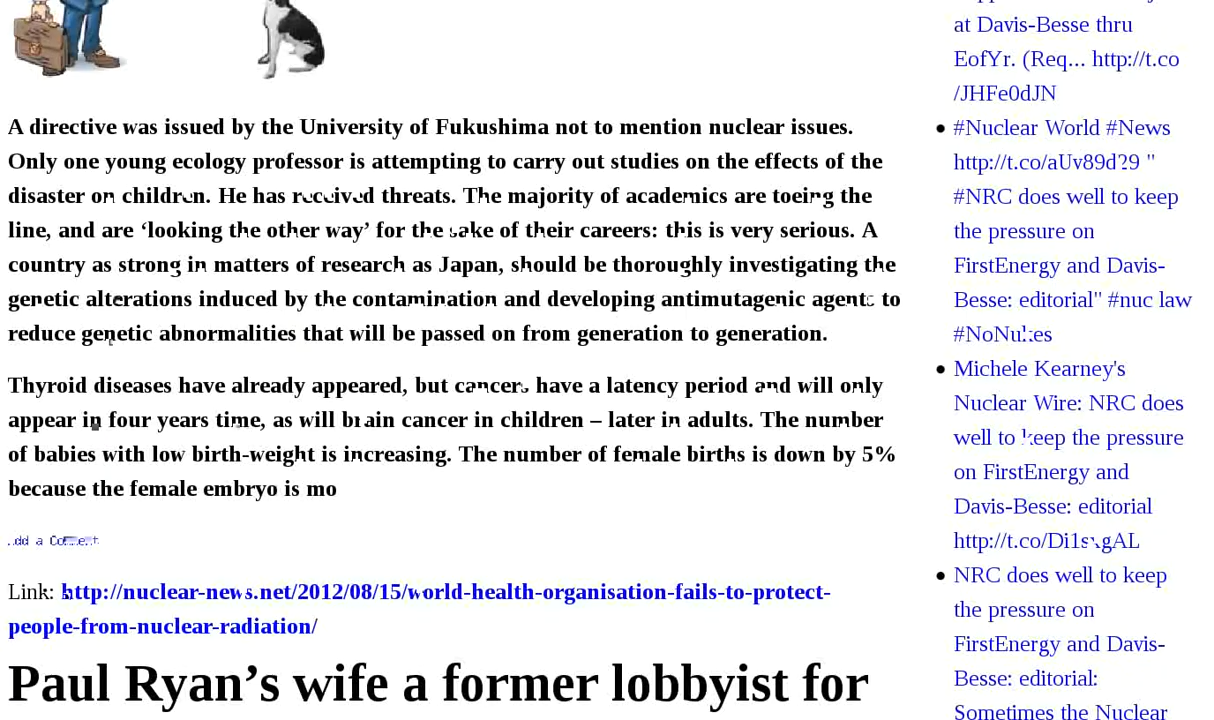 A directive was issued by the University of Fukushima not to mention nuclear issues.
Only one young ecology professor is attempting to carry out studies on the effects of the
disaster on children. He has received threats. The majority of academics are toeing the
line, and are ‘looking the other way’ for the sake of their careers: this is very serious. A
country as strong in matters of research as Japan, should be thoroughly investigating the
genetic alterations induced by the contamination and developing antimutagenic agents to
reduce genetic abnormalities that will be passed on from generation to generation.
Thyroid diseases have already appeared, but cancers have a latency period and will only
appear in four years time, as will brain cancer in children – later in adults. The number
of babies with low birth-weight is increasing. The number of female births is down by 5%
because the female embryo is mo
Add a Comment
Link: http://nuclear-news.net/2012/08/15/world-health-organisation-fails-to-protect-
people-from-nuclear-radiation/
Paul Ryan’s wife a former lobbyist for
at Davis-Besse thru
EofYr. (Req... http://t.co
/JHFe0dJN
#Nuclear World #News
http://t.co/aUv89d?9 "
#NRC does well to keep
the pressure on
FirstEnergy and Davis-
Besse: editorial" #nuc law
#NoNukes
Michele Kearney's
Nuclear Wire: NRC does
well to keep the pressure
on FirstEnergy and
Davis-Besse: editorial
NRC does well to keep
the pressure on
FirstEnergy and Davis-
Besse: editorial:
Sometimes the Nuclear